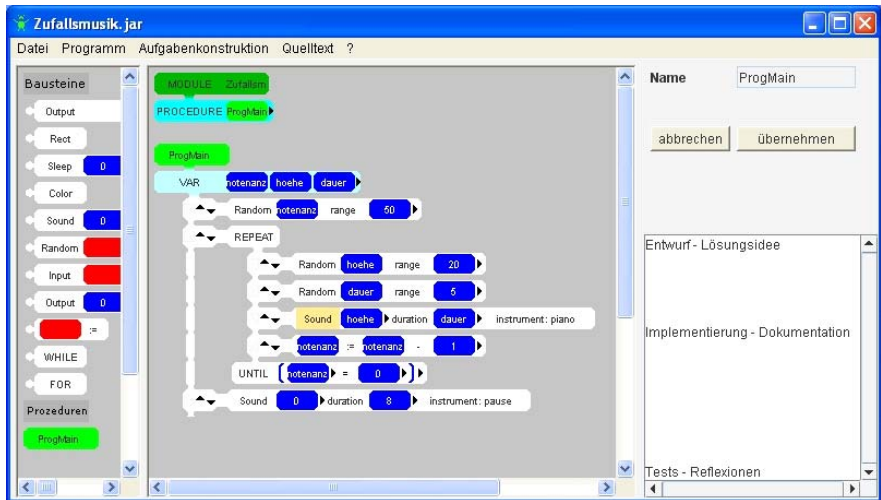 Zufallsmusik.jar
Datei Programm Aufgabenkonstruktion Quelltext ?
Bausteine
Output
Rect
Sleep 0
Color
Sound 0
Random
Input
Output 0
:=
WHILE
FOR
Prozeduren
ProgMain
MODULE Zufallsm
PROCEDURE ProgMain
ProgMain
VAR notenanz hoehe dauer
Random notenanz range 50
REPEAT
Random hoehe range 20
Random dauer range 5
Sound hoehe duration dauer instrument: piano
notenanz := notenanz - 1
UNTIL ( notenanz = 0 )
Sound 0 duration 8 instrument: pause
Name ProgMain
abbrechen übernehmen
Entwurf - Lösungsidee
Implementierung - Dokumentation
Tests - Reflexionen